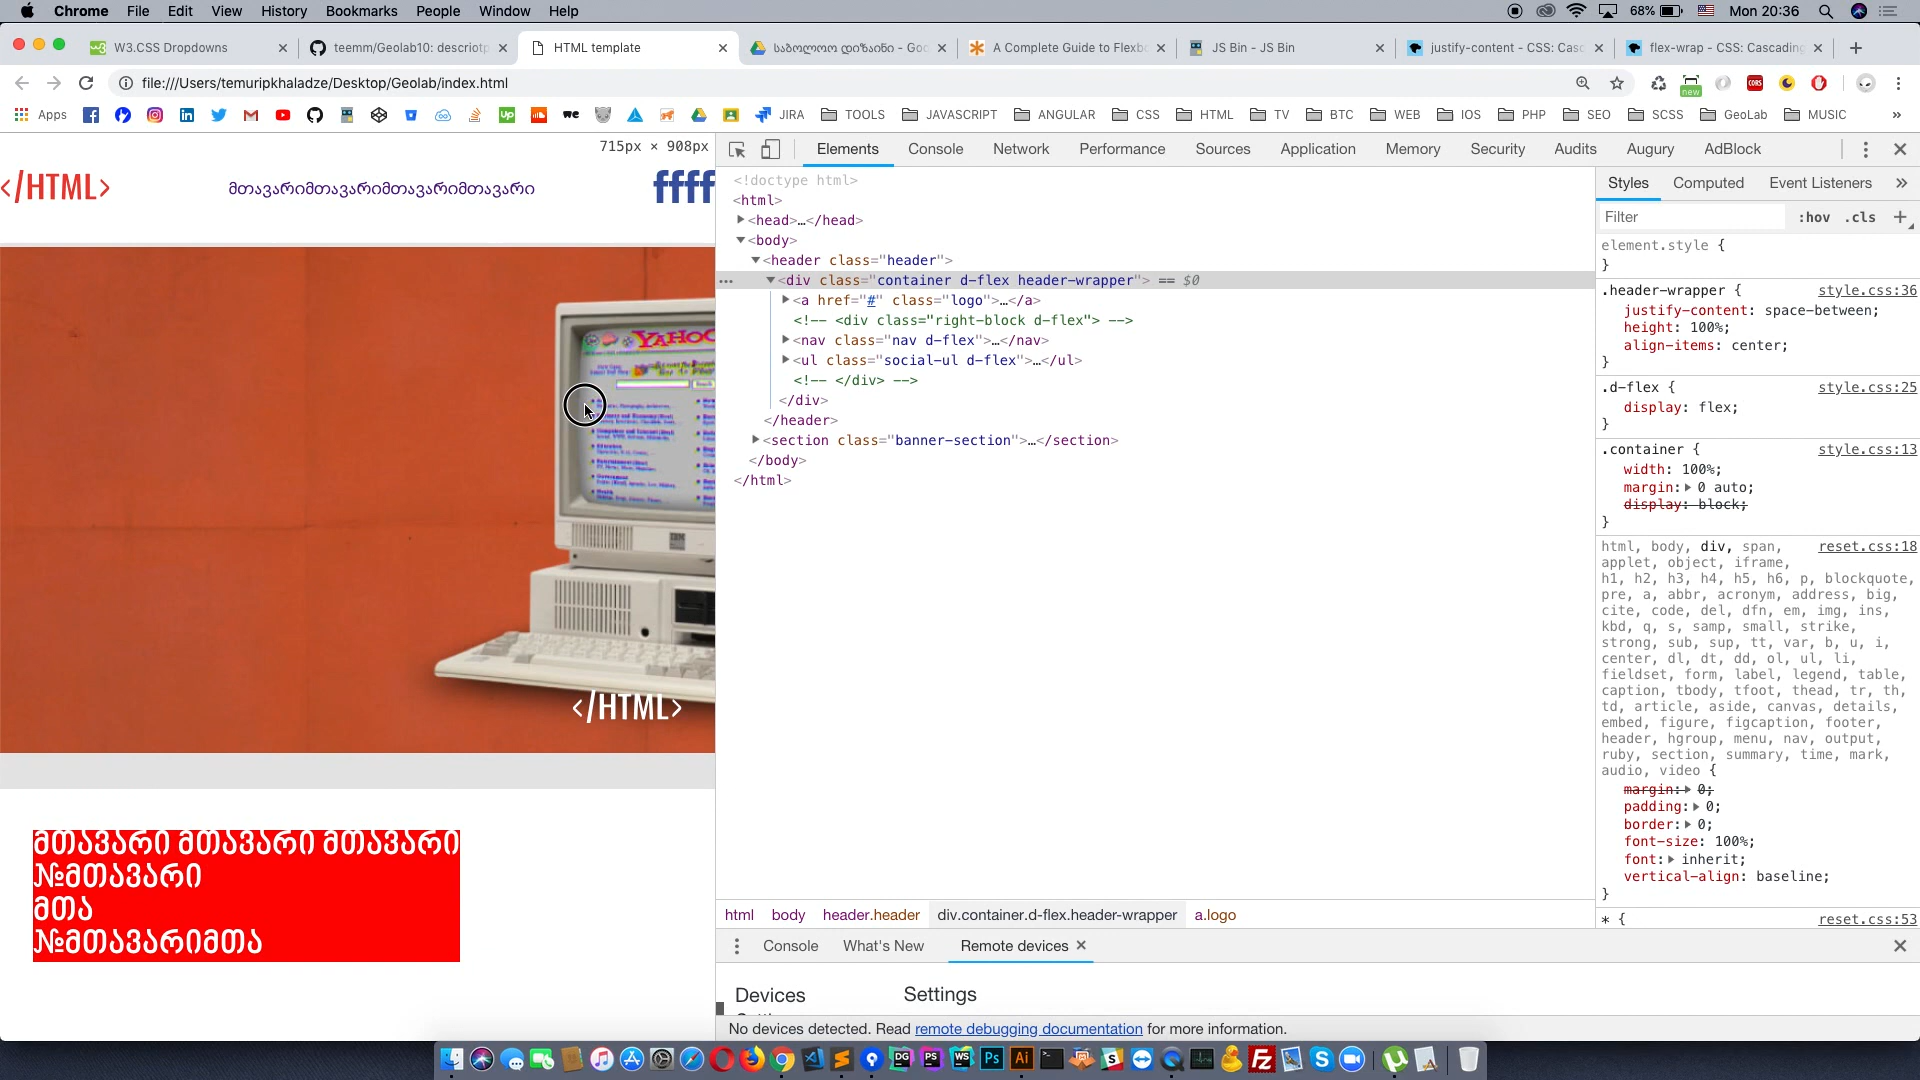 Chrome File Edit View History Bookmarks People Window Help 68% Mon 20:36
W3.CSS Dropdowns
teemm/Geolab10: descriotp
HTML template
საბოლოო დიზაინი - Goo
A Complete Guide to Flexbo
JS Bin - JS Bin
justify-content - CSS: Casc
flex-wrap - CSS: Cascading
file:///Users/temuripkhaladze/Desktop/Geolab/index.html
new
CORS
Apps JIRA TOOLS JAVASCRIPT ANGULAR CSS HTML TV BTC WEB IOS PHP SEO SCSS GeoLab MUSIC »
715px × 908px
</HTML>
მთავარიმთავარიმთავარიმთავარი
ffff
YAHOO
IBM
</HTML>
მთავარი მთავარი მთავარი
№მთავარი
მთა
№მთავარიმთა
Elements Console Network Performance Sources Application Memory Security Audits Augury AdBlock
<!doctype html>
<html>
<head>…</head>
<body>
<header class="header">
<div class="container d-flex header-wrapper"> == $0
<a href="#" class="logo">…</a>
<!-- <div class="right-block d-flex"> -->
<nav class="nav d-flex">…</nav>
<ul class="social-ul d-flex">…</ul>
<!-- </div> -->
</div>
</header>
<section class="banner-section">…</section>
</body>
</html>
html body header.header div.container.d-flex.header-wrapper a.logo
Styles Computed Event Listeners »
Filter :hov .cls +
element.style {
}
.header-wrapper { style.css:36
justify-content: space-between;
height: 100%;
align-items: center;
}
.d-flex { style.css:25
display: flex;
}
.container { style.css:13
width: 100%;
margin: 0 auto;
display: block;
}
html, body, div, span, reset.css:18
applet, object, iframe,
h1, h2, h3, h4, h5, h6, p, blockquote,
pre, a, abbr, acronym, address, big,
cite, code, del, dfn, em, img, ins,
kbd, q, s, samp, small, strike,
strong, sub, sup, tt, var, b, u, i,
center, dl, dt, dd, ol, ul, li,
fieldset, form, label, legend, table,
caption, tbody, tfoot, thead, tr, th,
td, article, aside, canvas, details,
embed, figure, figcaption, footer,
header, hgroup, menu, nav, output,
ruby, section, summary, time, mark,
audio, video {
margin: 0;
padding: 0;
border: 0;
font-size: 100%;
font: inherit;
vertical-align: baseline;
}
* { reset.css:53
Console What's New Remote devices
Devices
Settings
No devices detected. Read remote debugging documentation for more information.